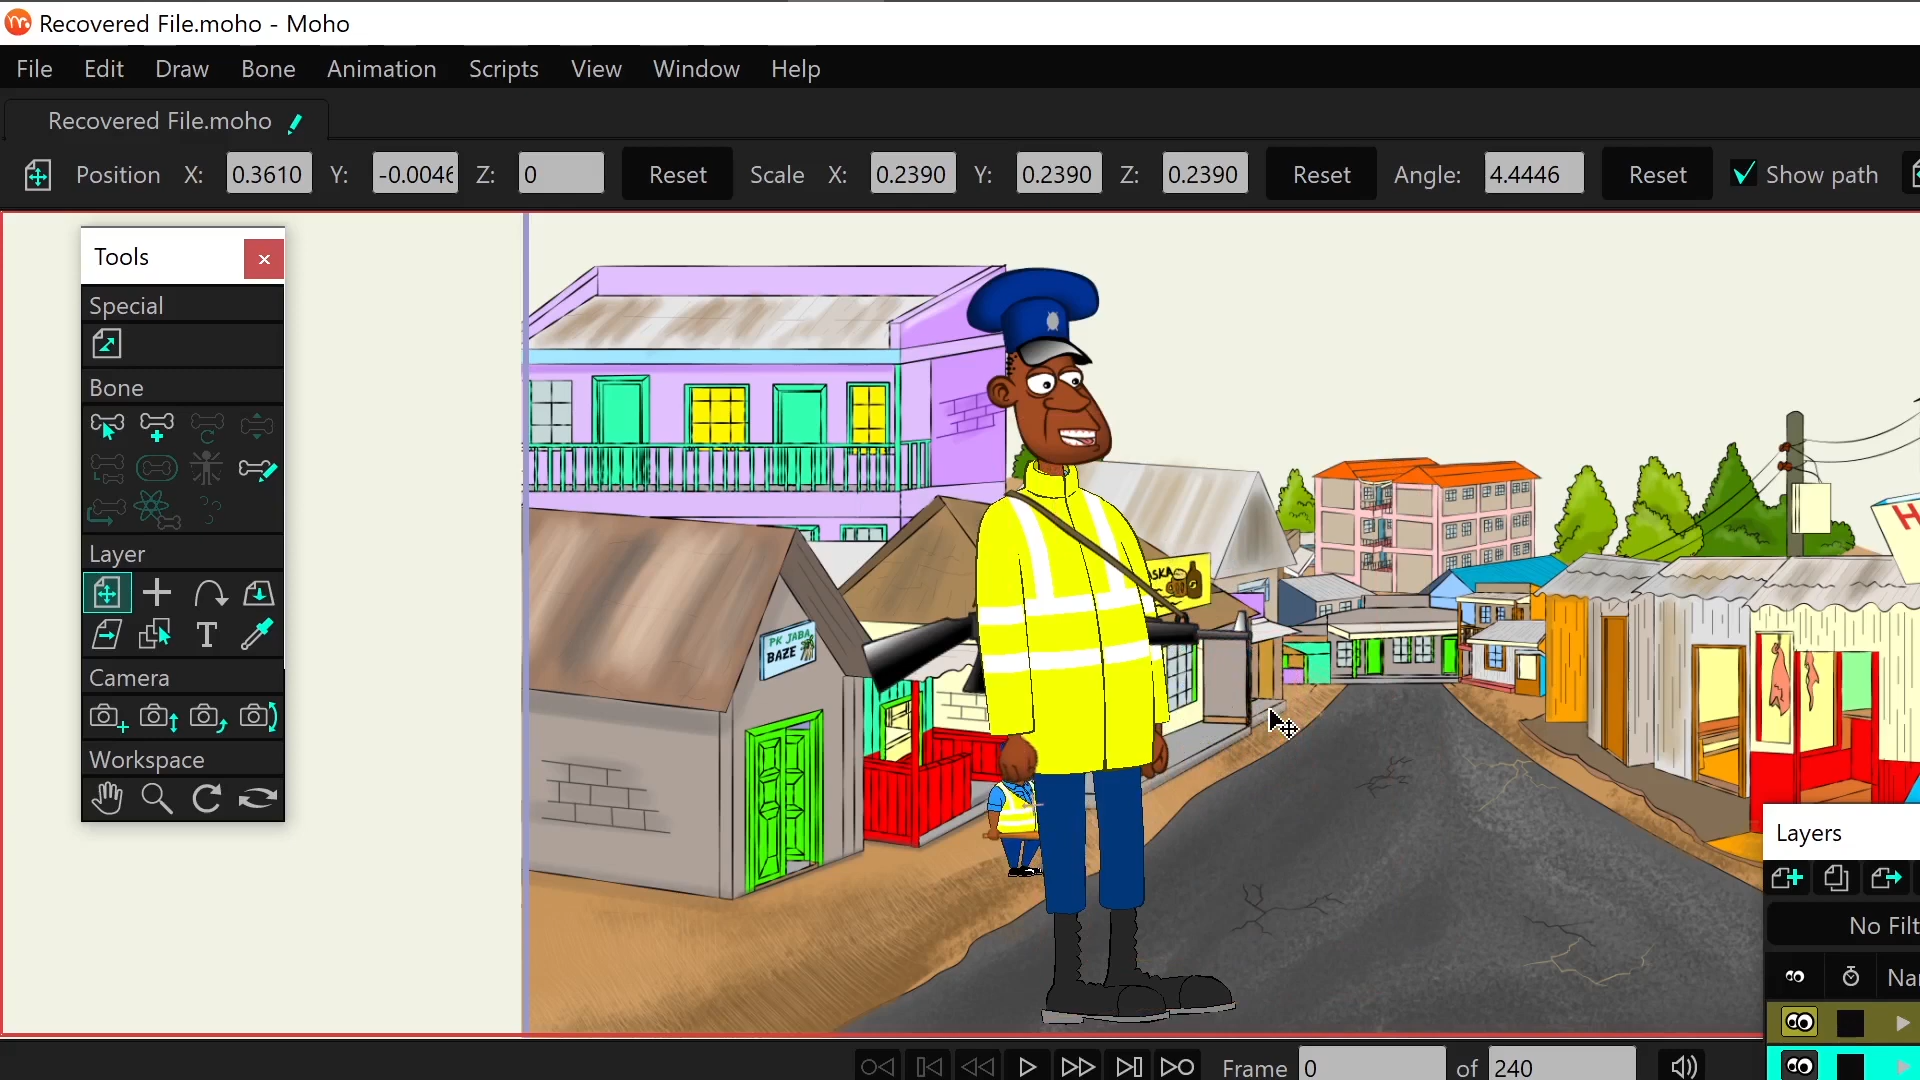 Recovered File.moho - Moho
File Edit Draw Bone Animation Scripts View Window Help
Recovered File.moho
Position X: 0.3610 Y: -0.0046 Z: 0 Reset Scale X: 0.2390 Y: 0.2390 Z: 0.2390 Reset Angle: 4.4446 Reset Show path
Tools
x
Special
Bone
Layer
T
Camera
Workspace
SKA
PK JABA
BAZE
H
Layers
No Filt
Na
Frame 0 of 240